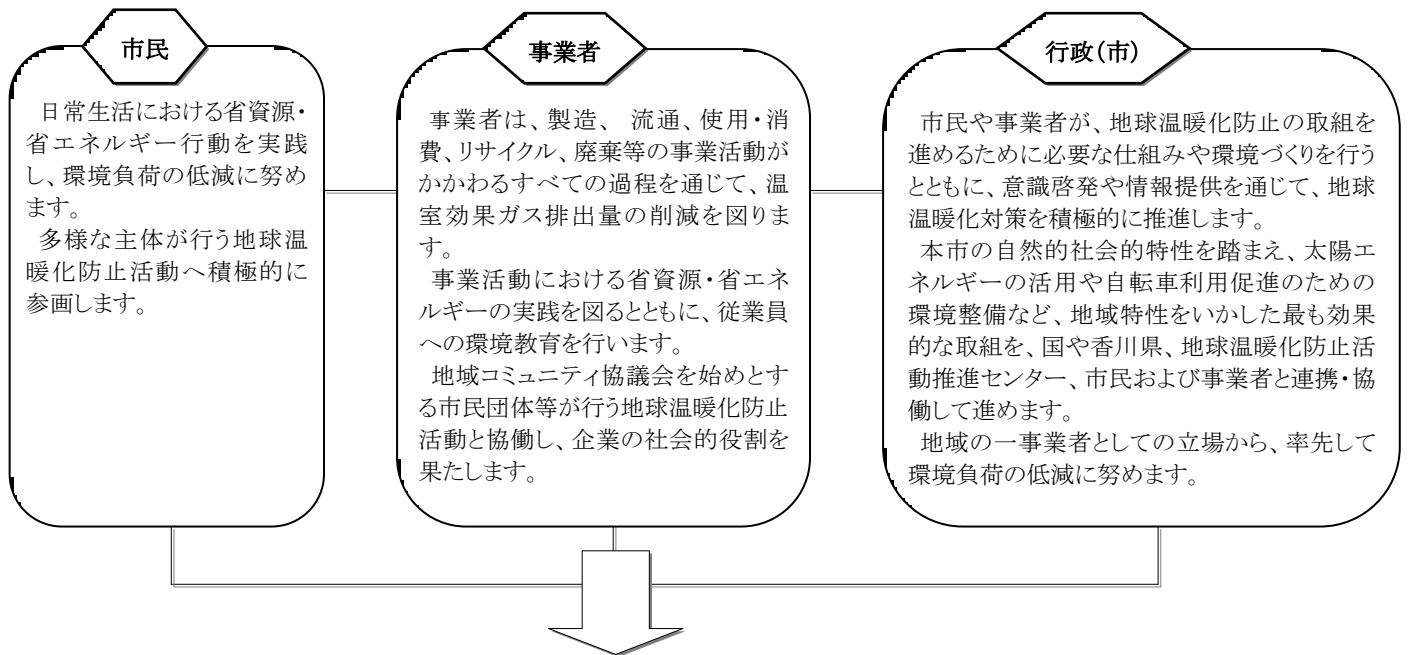 市民
日常生活における省資源・
省エネルギー行動を実践
し、環境負荷の低減に努め
ます。
多様な主体が行う地球温
暖化防止活動へ積極的に
参画します。
事業者
事業者は、製造、 流通、使用・消
費、リサイクル、廃棄等の事業活動が
かかわるすべての過程を通じて、温
室効果ガス排出量の削減を図りま
す。
事業活動における省資源・省エネ
ルギーの実践を図るとともに、従業員
への環境教育を行います。
地域コミュニティ協議会を始めとす
る市民団体等が行う地球温暖化防止
活動と協働し、企業の社会的役割を
果たします。
行政(市)
市民や事業者が、地球温暖化防止の取組を
進めるために必要な仕組みや環境づくりを行う
とともに、意識啓発や情報提供を通じて、地球
温暖化対策を積極的に推進します。
本市の自然的社会的特性を踏まえ、太陽エ
ネルギーの活用や自転車利用促進のための
環境整備など、地域特性をいかした最も効果
的な取組を、国や香川県、地球温暖化防止活
動推進センター、市民および事業者と連携・協
働して進めます。
地域の一事業者としての立場から、率先して
環境負荷の低減に努めます。